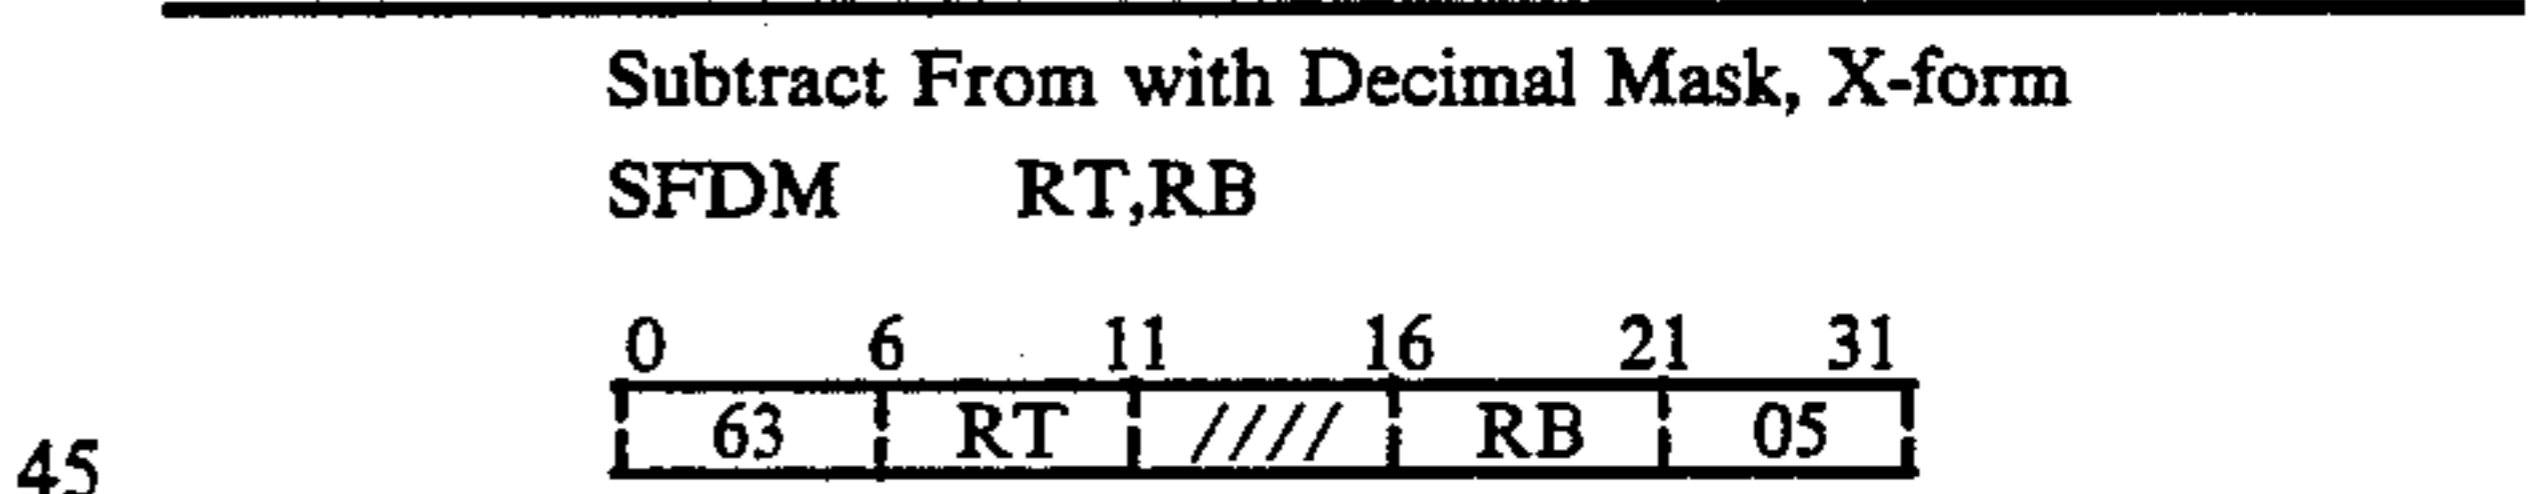 Subtract From with Decimal Mask, X-form
SFDM RT,RB
0 6 11 16 21 31
63 RT //// RB 05
45